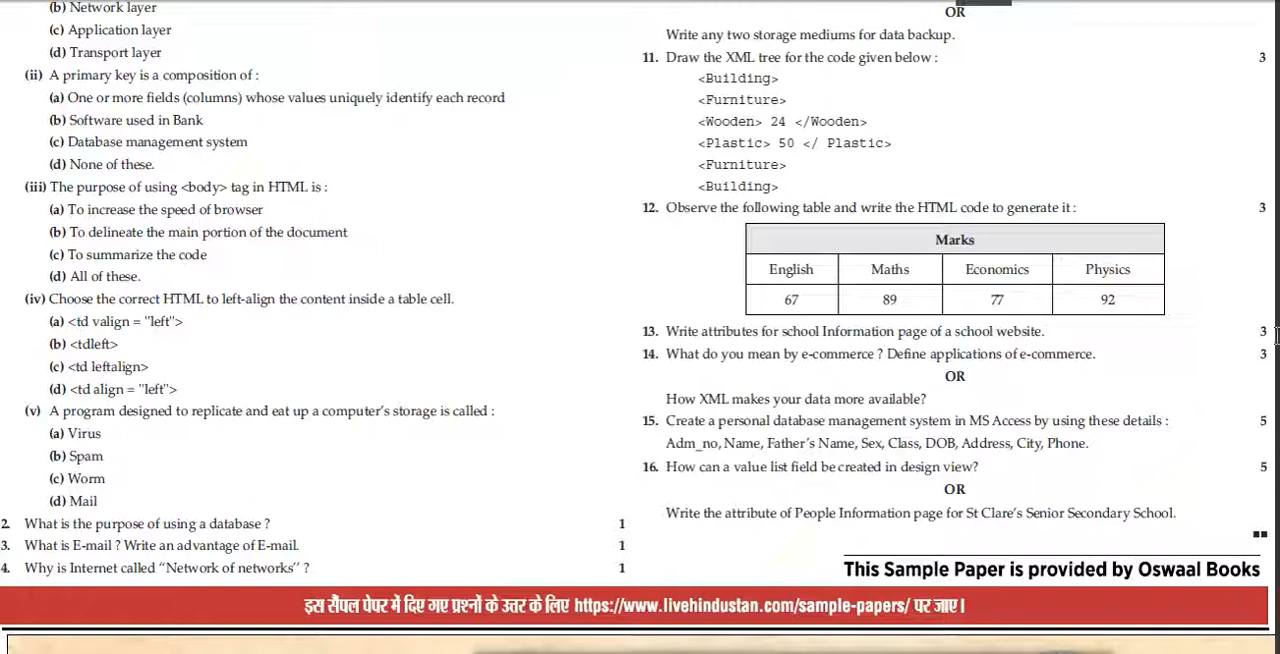 (b) Network layer
(c) Application layer
(d) Transport layer
(ii) A primary key is a composition of :
(a) One or more fields (columns) whose values uniquely identify each record
(b) Software used in Bank
(c) Database management system
(d) None of these.
(iii) The purpose of using <body> tag in HTML is :
(a) To increase the speed of browser
(b) To delineate the main portion of the document
(c) To summarize the code
(d) All of these.
(iv) Choose the correct HTML to left-align the content inside a table cell.
(a) <td valign = "left">
(b) <tdleft>
(c) <td leftalign>
(d) <td align = "left">
(v) A program designed to replicate and eat up a computer's storage is called :
(a) Virus
(b) Spam
(c) Worm
(d) Mail
2. What is the purpose of using a database ? 1
3. What is E-mail ? Write an advantage of E-mail. 1
4. Why is Internet called "Network of networks" ? 1
OR
Write any two storage mediums for data backup.
11. Draw the XML tree for the code given below : 3
<Building>
<Furniture>
<Wooden> 24 </Wooden>
<Plastic> 50 </ Plastic>
<Furniture>
<Building>
12. Observe the following table and write the HTML code to generate it : 3
Marks
English Maths Economics Physics
67 89 77 92
13. Write attributes for school Information page of a school website. 3
14. What do you mean by e-commerce ? Define applications of e-commerce. 3
OR
How XML makes your data more available?
15. Create a personal database management system in MS Access by using these details : 5
Adm_no, Name, Father's Name, Sex, Class, DOB, Address, City, Phone.
16. How can a value list field be created in design view? 5
OR
Write the attribute of People Information page for St Clare's Senior Secondary School.
This Sample Paper is provided by Oswaal Books
इस सैंपल पेपर में दिए गए प्रश्नों के उत्तर के लिए https://www.livehindustan.com/sample-papers/ पर जाए।